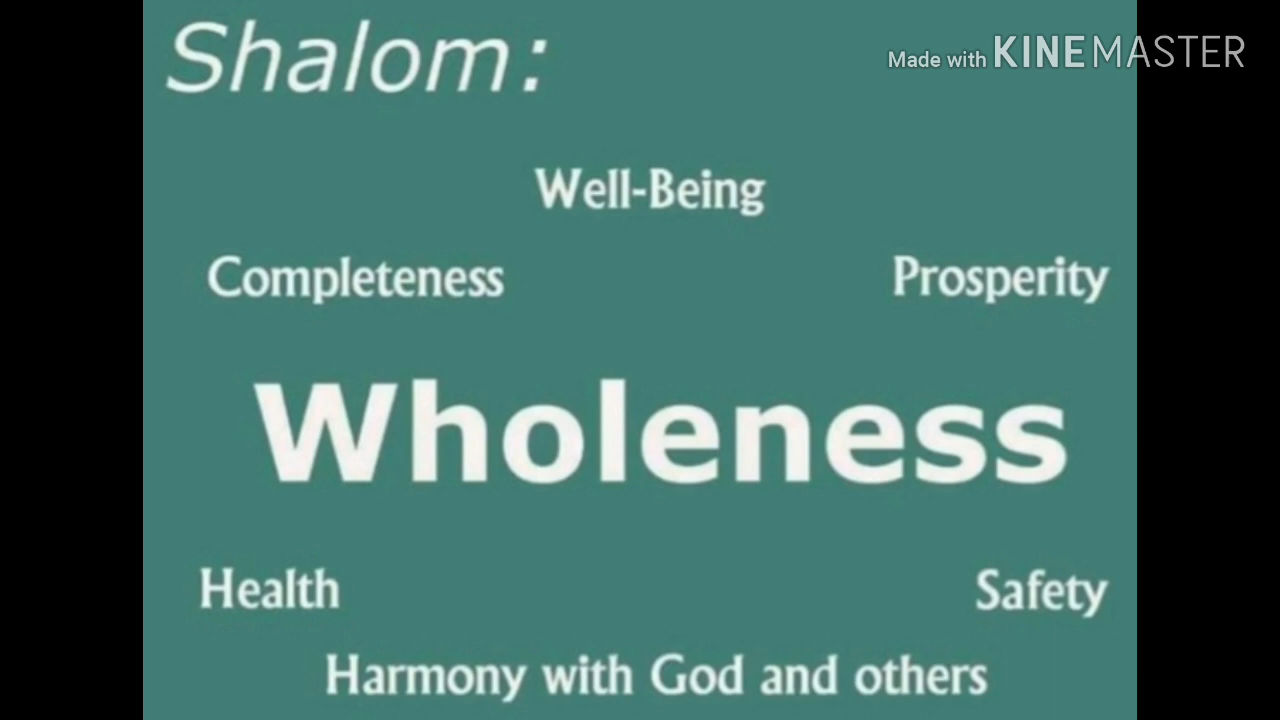 Shalom:
Made with KINEMASTER
Well-Being
Completeness
Prosperity
Wholeness
Health
Safety
Harmony with God and others